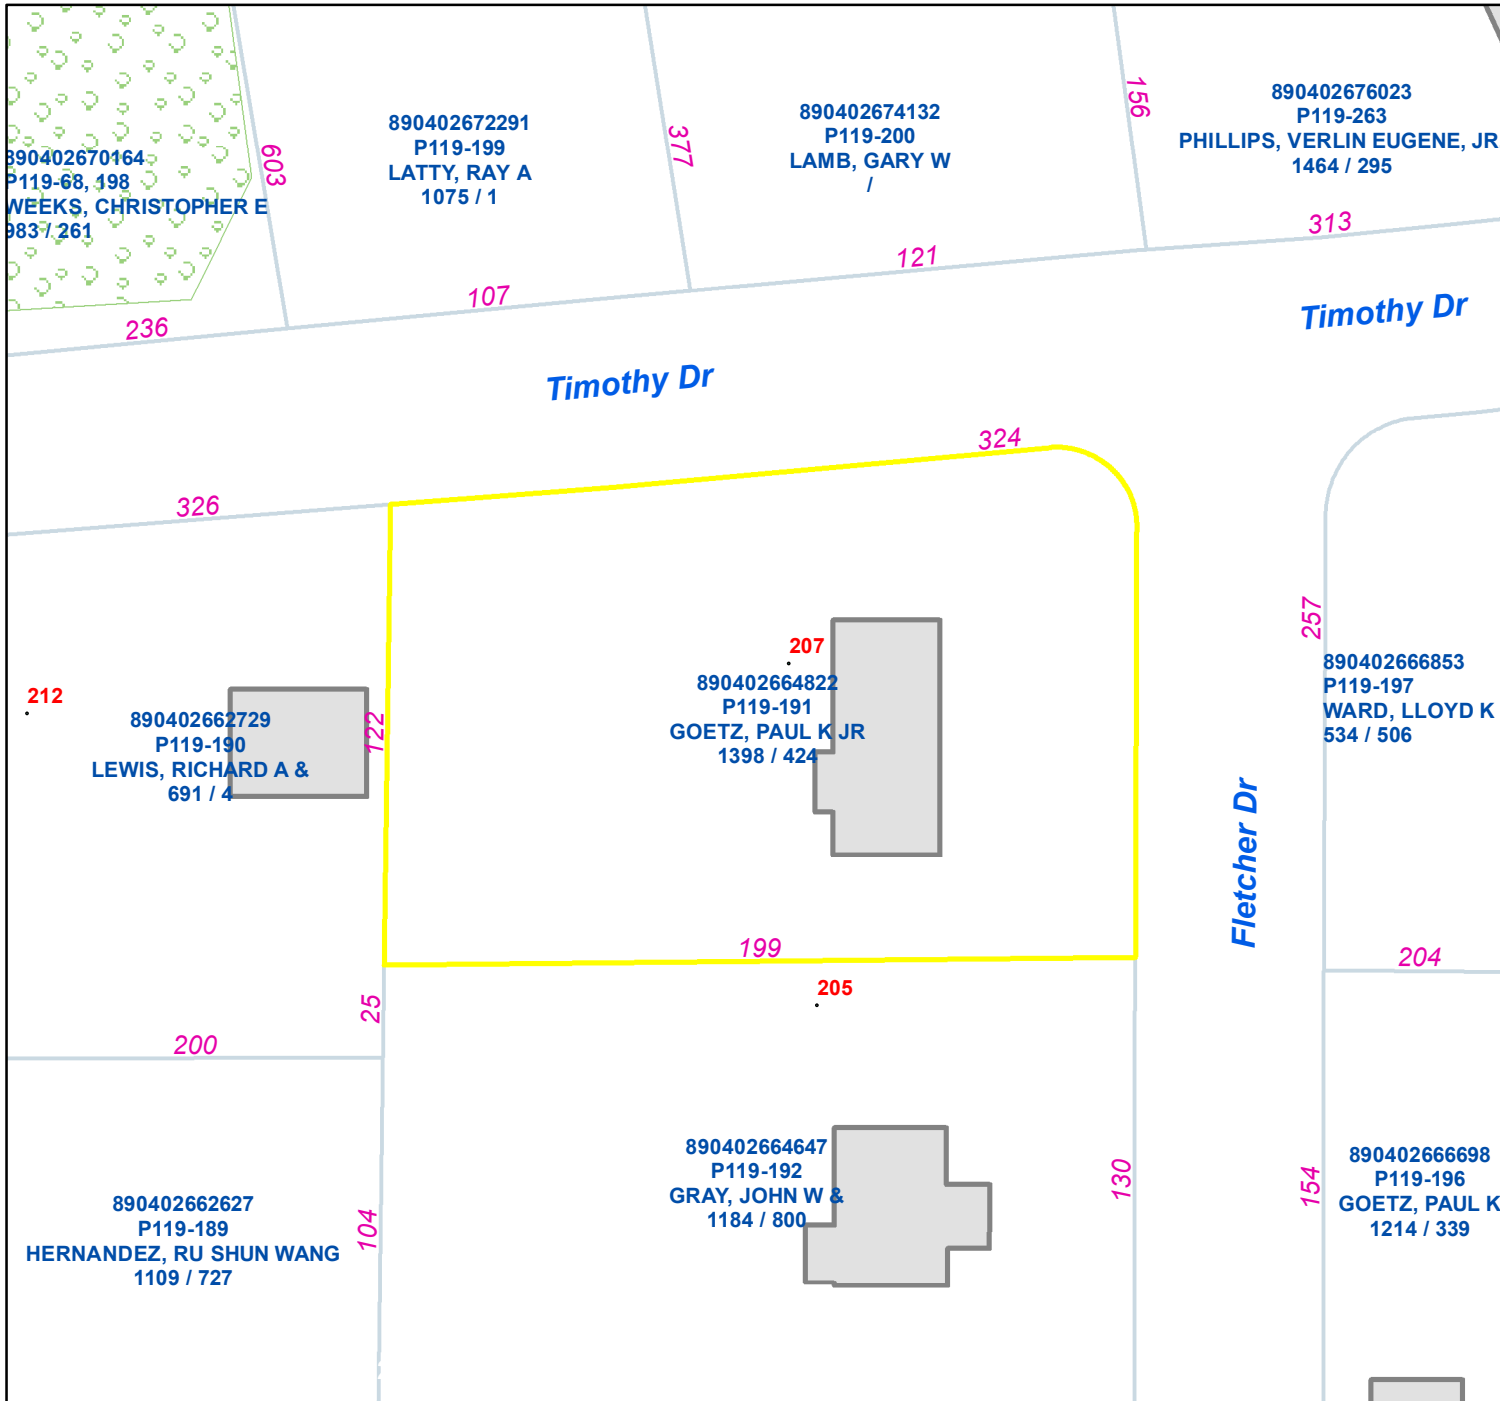 890402676023
P119-263
PHILLIPS, VERLIN EUGENE, JR
1464 / 295
156
890402674132
P119-200
LAMB, GARY W
/
377
890402672291
P119-199
LATTY, RAY A
1075 / 1
603
890402670164
P119-68, 198
WEEKS, CHRISTOPHER E
983 / 261
313
121
107
236
Timothy Dr
Timothy Dr
324
326
257
207
890402664822
P119-191
GOETZ, PAUL K JR
1398 / 424
212
890402662729
P119-190
LEWIS, RICHARD A &
691 / 4
122
890402666853
P119-197
WARD, LLOYD K
534 / 506
Fletcher Dr
199
204
205
25
200
890402664647
P119-192
GRAY, JOHN W &
1184 / 800
130
154
890402666698
P119-196
GOETZ, PAUL K
1214 / 339
890402662627
P119-189
HERNANDEZ, RU SHUN WANG
1109 / 727
104